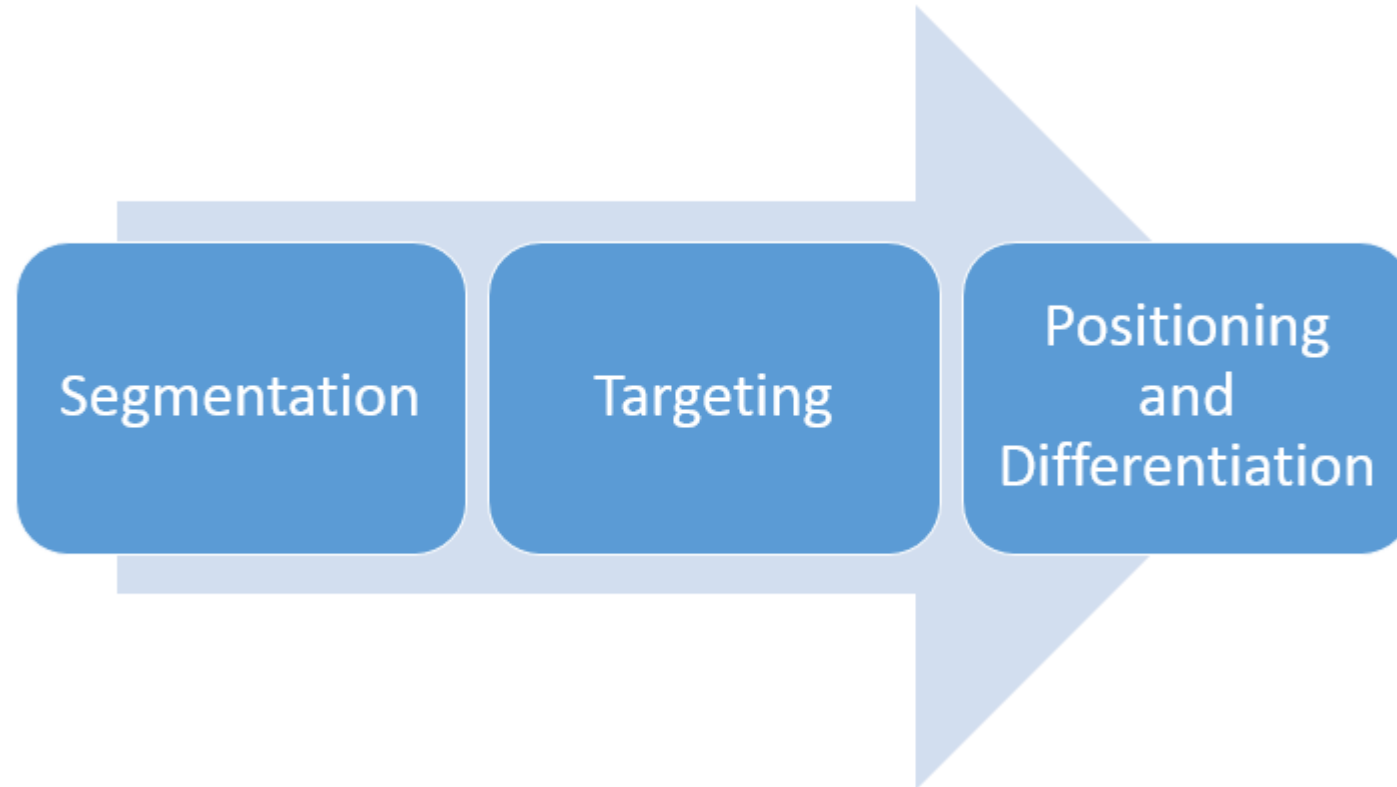 Segmentation
Targeting
Positioning
and
Differentiation